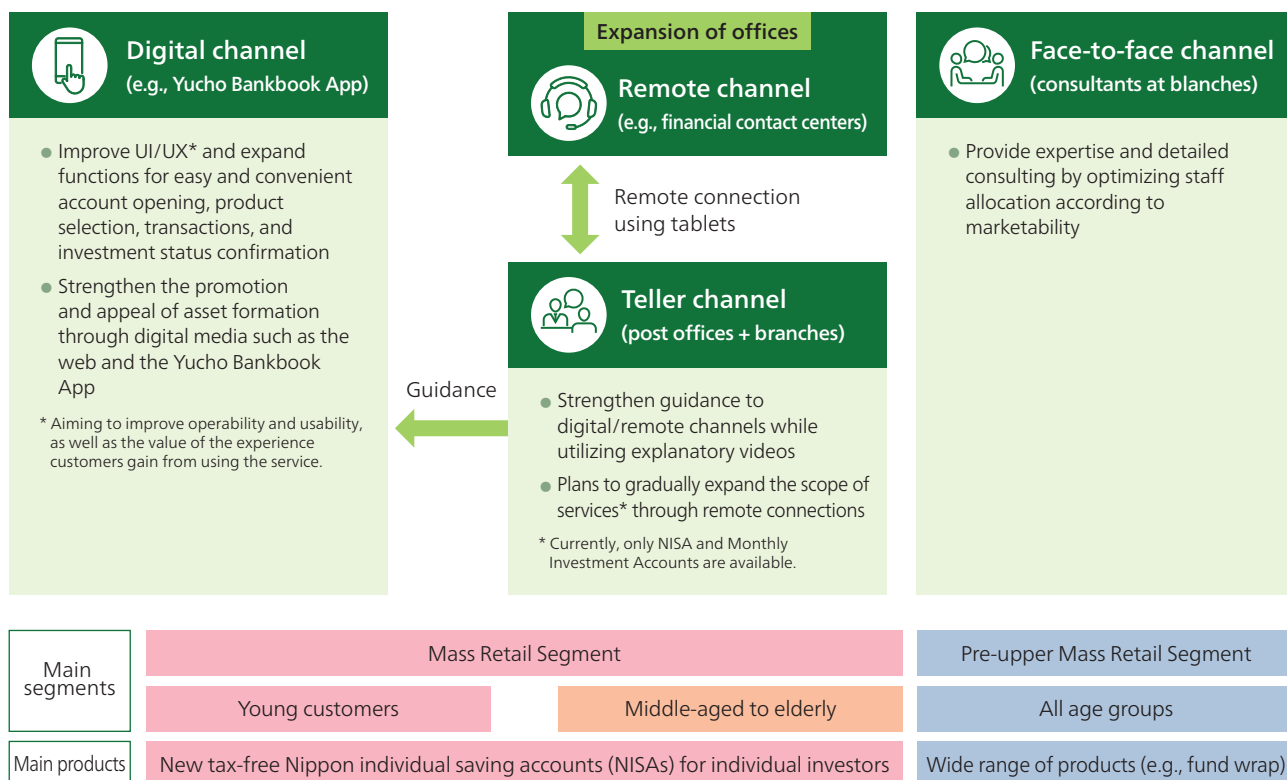 Digital channel
(e.g., Yucho Bankbook App)
● Improve UI/UX* and expand
functions for easy and convenient
account opening, product
selection, transactions, and
investment status confirmation
● Strengthen the promotion
and appeal of asset formation
through digital media such as the
web and the Yucho Bankbook
App
* Aiming to improve operability and usability,
as well as the value of the experience
customers gain from using the service.
Guidance
Expansion of offices
Remote channel
(e.g., financial contact centers)
Remote connection
using tablets
Teller channel
(post offices + branches)
● Strengthen guidance to
digital/remote channels while
utilizing explanatory videos
● Plans to gradually expand the scope of
services* through remote connections
* Currently, only NISA and Monthly
Investment Accounts are available.
Face-to-face channel
(consultants at blanches)
● Provide expertise and detailed
consulting by optimizing staff
allocation according to
marketability
Main
segments
Mass Retail Segment
Pre-upper Mass Retail Segment
Young customers
Middle-aged to elderly
All age groups
Main products
New tax-free Nippon individual saving accounts (NISAs) for individual investors
Wide range of products (e.g., fund wrap)